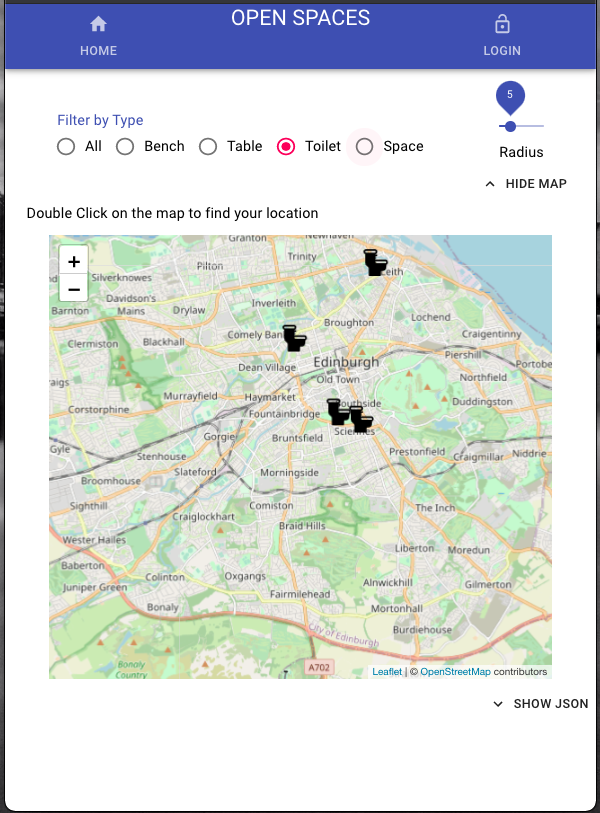 OPEN SPACES
HOME
LOGIN
5
Filter by Type
All
Bench
Table
Toilet
Space
Radius
HIDE MAP
Double Click on the map to find your location
+
−
Granton
Newhaven
Trinity
Pilton
Leith
Silverknowes
Davidson's
Mains
Barnton
Drylaw
Inverleith
Broughton
Lochend
Comely Ban
Craigentinny
Clermiston
Blackhall
Edinburgh
Piershill
Portobe
Dean Village
Old Town
Northfield
aigs
Murrayfield
Haymarket
Southside
Duddingston
Corstorphine
Fountainbridge
Gorgie
Bruntsfield
Sciennes
Prestonfield
Craigmillar
Niddrie
Stenhouse
Slateford
Morningside
Broomhouse
Sighthill
Comiston
The Inch
Craiglockhart
Braid Hills
Wester Hailes
Liberton
Moredun
Baberton
Colinton
Oxgangs
Alnwickhill
Gilmerton
Juniper Green
Fairmilehead
Bonaly
Mortonhall
City of Edinburgh
Burdiehouse
Bonaly
Country
A702
Leaflet | © OpenStreetMap contributors
SHOW JSON